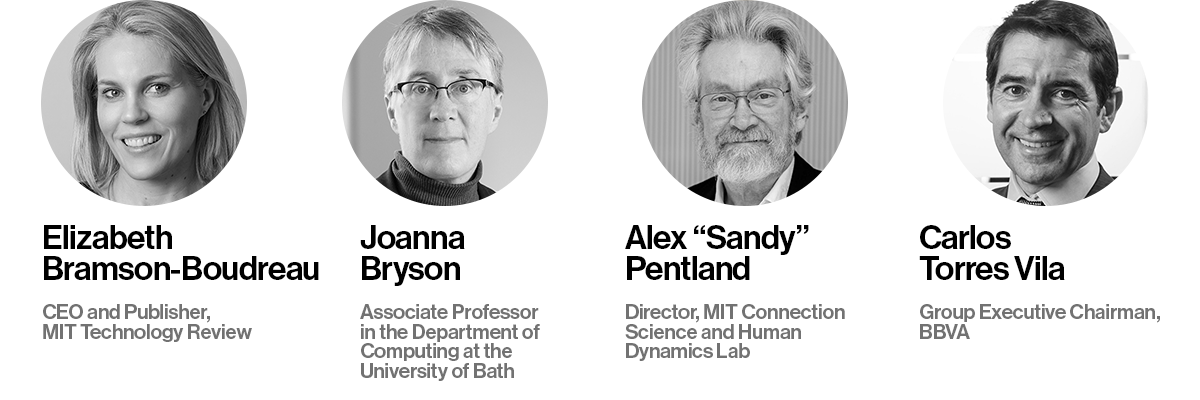 Elizabeth
Bramson-Boudreau
CEO and Publisher,
MIT Technology Review
Joanna
Bryson
Associate Professor
in the Department of
Computing at the
University of Bath
Alex “Sandy”
Pentland
Director, MIT Connection
Science and Human
Dynamics Lab
Carlos
Torres Vila
Group Executive Chairman,
BBVA